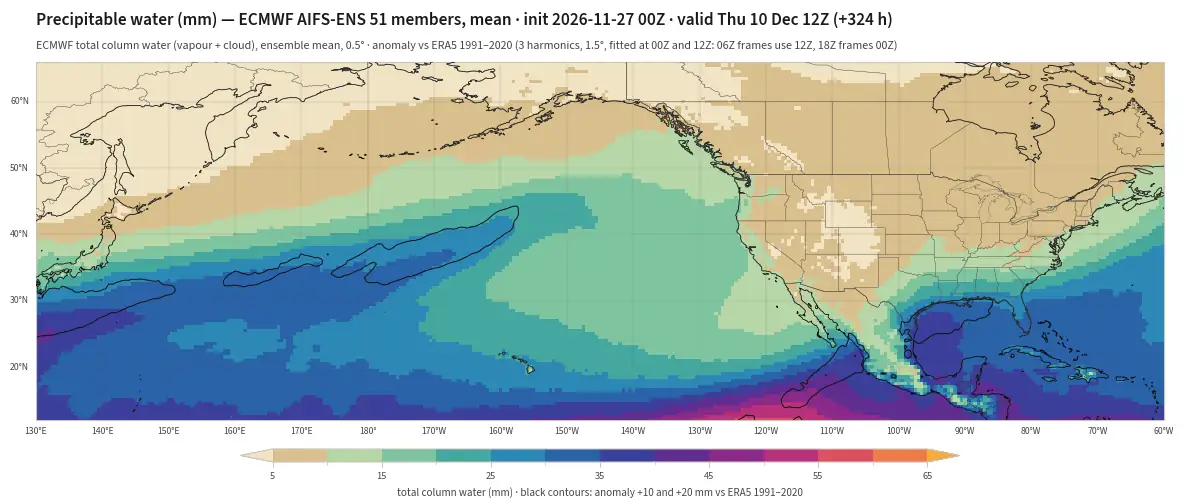 Precipitable water (mm) — ECMWF AIFS-ENS 51 members, mean · init 2026-11-27 00Z · valid Thu 10 Dec 12Z (+324 h)
ECMWF total column water (vapour + cloud), ensemble mean, 0.5° · anomaly vs ERA5 1991–2020 (3 harmonics, 1.5°, fitted at 00Z and 12Z: 06Z frames use 12Z, 18Z frames 00Z)
60°N
50°N
40°N
30°N
20°N
130°E 140°E 150°E 160°E 170°E 180° 170°W 160°W 150°W 140°W 130°W 120°W 110°W 100°W 90°W 80°W 70°W 60°W
5 15 25 35 45 55 65
total column water (mm) · black contours: anomaly +10 and +20 mm vs ERA5 1991–2020